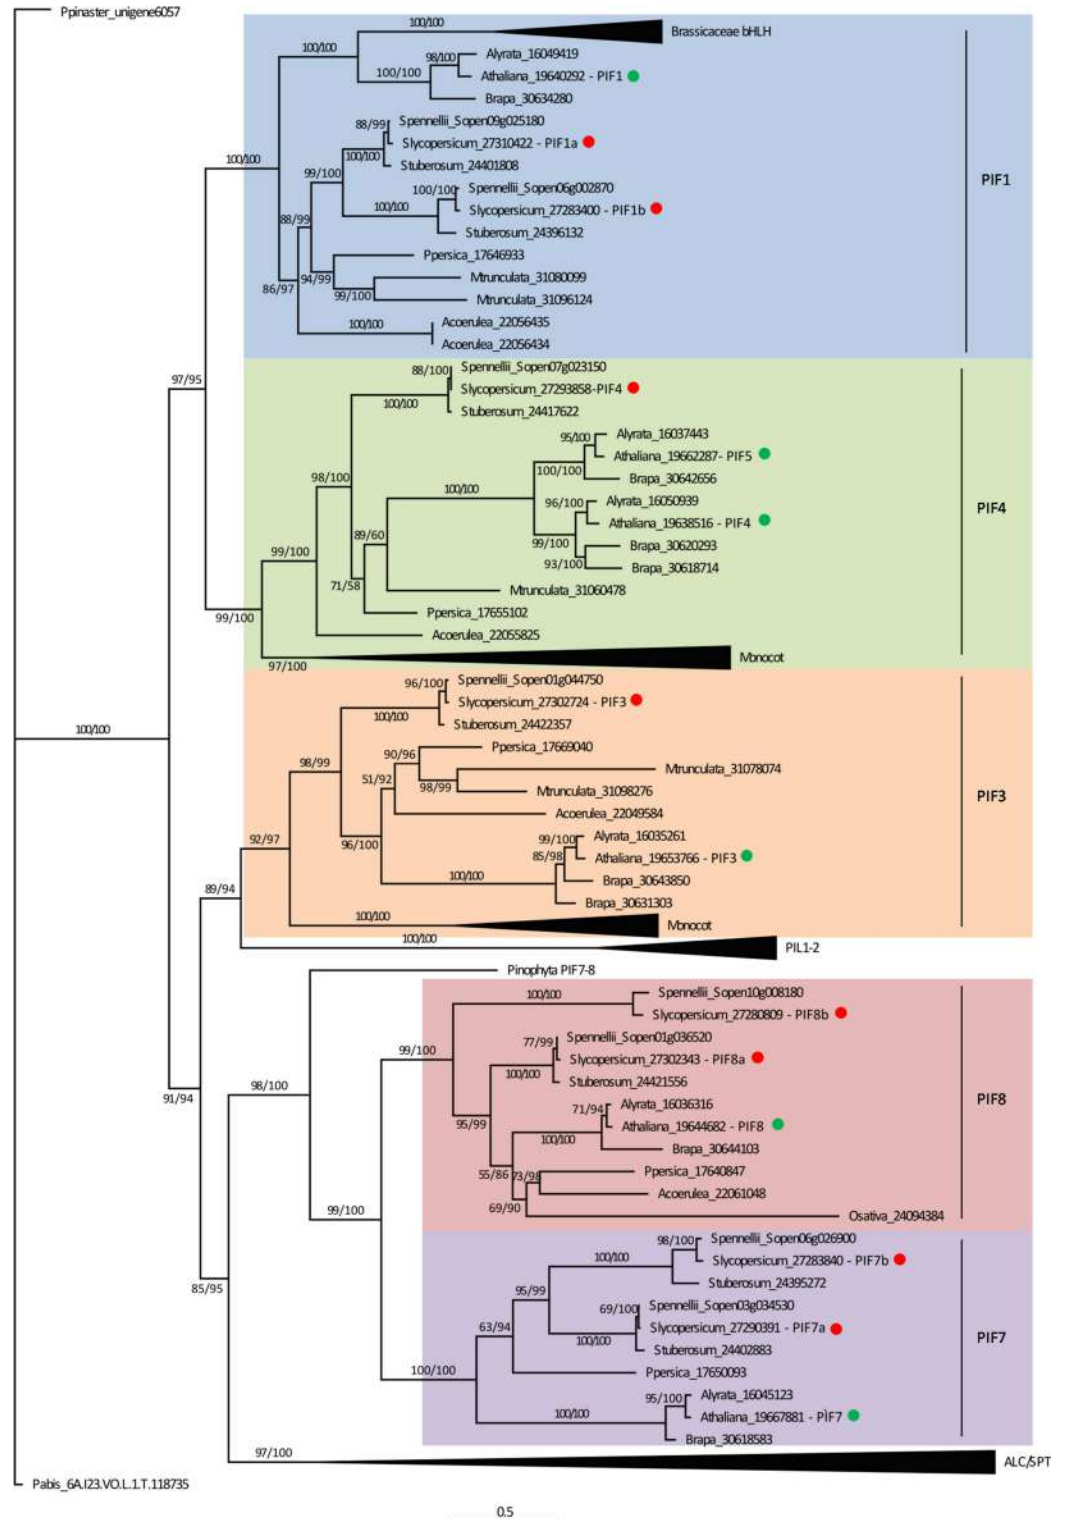 Ppinaster_unigene6057
100/100
Brassicaceae bHLH
100/100
98/100
Alyrata_16049419
100/100
Athaliana_19640292 - PIF1
Brapa_30634280
88/99
Spennellii_Sopen09g025180
Slycopersicum_27310422 - PIF1a
100/100
Stuberosum_24401808
100/100
99/100
100/100
Spennellii_Sopen06g002870
100/100
Slycopersicum_27283400 - PIF1b
88/99
Stuberosum_24396132
Ppersica_17646933
86/97
94/99
Mtrunculata_31080099
99/100
Mtrunculata_31096124
100/100
Acoerulea_22056435
Acoerulea_22056434
PIF1
97/95
88/100
Spennellii_Sopen07g023150
Slycopersicum_27293858-PIF4
100/100
Stuberosum_24417622
95/100
Alyrata_16037443
Athaliana_19662287- PIF5
98/100
100/100
Brapa_30642656
100/100
96/100
Alyrata_16050939
Athaliana_19638516 - PIF4
89/60
99/100
Brapa_30620293
99/100
93/100
Brapa_30618714
71/58
Mtrunculata_31060478
99/100
Ppersica_17655102
Acoerulea_22055825
97/100
Monocot
PIF4
100/100
96/100
Spennellii_Sopen01g044750
Slycopersicum_27302724 - PIF3
100/100
Stuberosum_24422357
98/99
90/96
Ppersica_17669040
51/92
Mtrunculata_31078074
98/99
Mtrunculata_31098276
Acoerulea_22049584
92/97
96/100
99/100
Alyrata_16035261
85/98
Athaliana_19653766 - PIF3
100/100
Brapa_30643850
89/94
Brapa_30631303
100/100
Monocot
PIF3
100/100
PIL1-2
Pinophyta PIF7-8
100/100
Spennellii_Sopen10g008180
Slycopersicum_27280809 - PIF8b
99/100
77/99
Spennellii_Sopen01g036520
Slycopersicum_27302343 - PIF8a
100/100
Stuberosum_24421556
91/94
98/100
95/99
71/94
Alyrata_16036316
Athaliana_19644682 - PIF8
100/100
Brapa_30644103
55/86
73/98
Ppersica_17640847
Acoerulea_22061048
69/90
Osativa_24094384
PIF8
99/100
98/100
Spennellii_Sopen06g026900
100/100
Slycopersicum_27283840 - PIF7b
85/95
Stuberosum_24395272
95/99
69/100
Spennellii_Sopen03g034530
63/94
Slycopersicum_27290391 - PIF7a
100/100
Stuberosum_24402883
100/100
Ppersica_17650093
95/100
Alyrata_16045123
100/100
Athaliana_19667881 - PIF7
Brapa_30618583
PIF7
97/100
ALC/SPT
Pabis_6A.I23.VO.L.1.T.118735
0.5